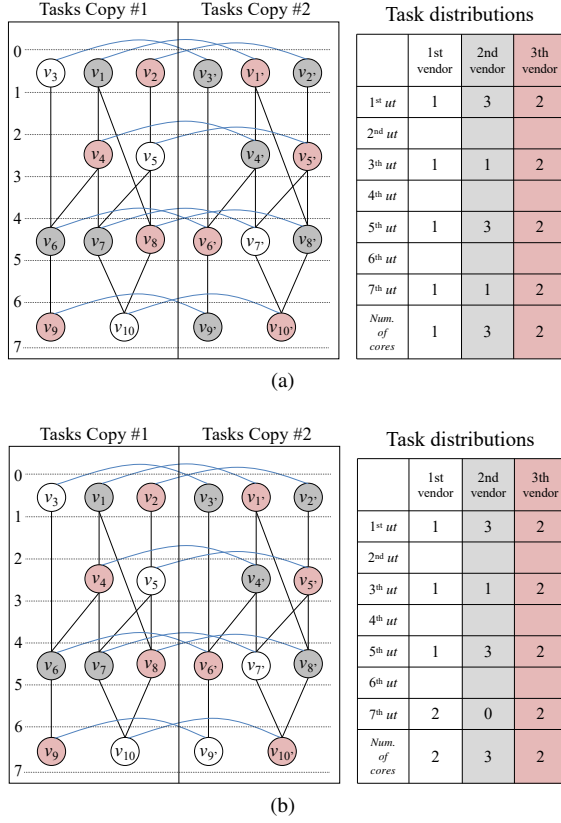 Tasks Copy #1 Tasks Copy #2 Task distributions
0
v3 v1 v2 v3' v1' v2'
1
2
v4 v5 v4' v5'
3
4
v6 v7 v8 v6' v7' v8'
5
6
v9 v10 v9' v10'
7
1st vendor 2nd vendor 3th vendor
1st ut 1 3 2
2nd ut
3th ut 1 1 2
4th ut
5th ut 1 3 2
6th ut
7th ut 1 1 2
Num. of cores 1 3 2
(a)
Tasks Copy #1 Tasks Copy #2 Task distributions
0
v3 v1 v2 v3' v1' v2'
1
2
v4 v5 v4' v5'
3
4
v6 v7 v8 v6' v7' v8'
5
6
v9 v10 v9' v10'
7
1st vendor 2nd vendor 3th vendor
1st ut 1 3 2
2nd ut
3th ut 1 1 2
4th ut
5th ut 1 3 2
6th ut
7th ut 2 0 2
Num. of cores 2 3 2
(b)